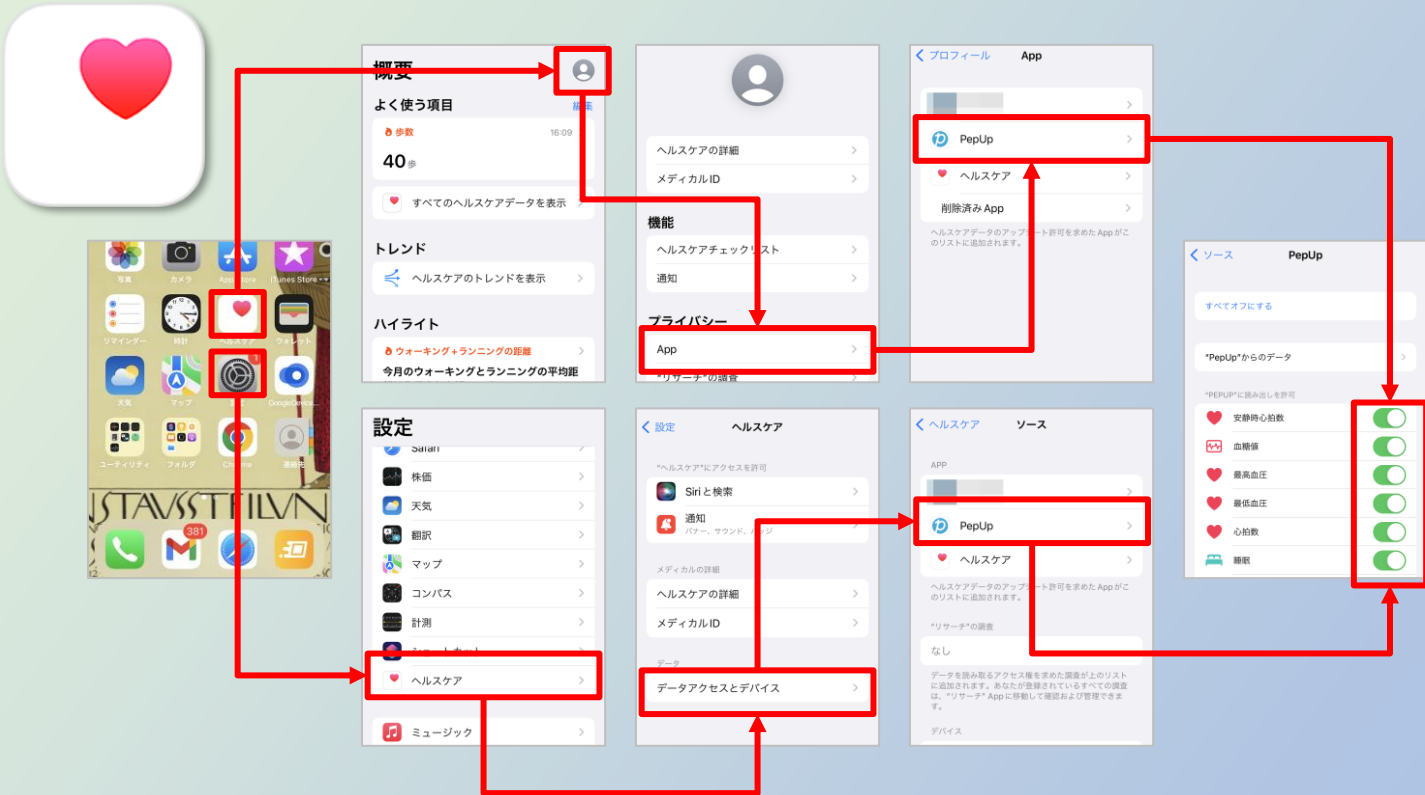 写真
カメラ
App Store
iTunes Store
リマインダー
時計
ヘルスケア
ウォレット
天気
マップ
1
ユーティリティ
フォルダ
Chrome
連絡先
381
概要
よく使う項目
編集
歩数
16:09
40歩
すべてのヘルスケアデータを表示
トレンド
ヘルスケアのトレンドを表示
ハイライト
ウォーキング+ランニングの距離
今月のウォーキングとランニングの平均距
ヘルスケアの詳細
メディカルID
機能
ヘルスケアチェックリスト
通知
プライバシー
App
"リサーチ"の調査
プロフィール
App
PepUp
ヘルスケア
削除済み App
ヘルスケアデータのアップデート許可を求めた Appがこ
のリストに追加されます。
設定
Safari
株価
天気
翻訳
マップ
コンパス
計測
ショートカット
ヘルスケア
ミュージック
設定
ヘルスケア
"ヘルスケア"にアクセスを許可
Siriと検索
通知
バナー、サウンド、バッジ
メディカルの詳細
ヘルスケアの詳細
メディカルID
データ
データアクセスとデバイス
ヘルスケア
ソース
APP
PepUp
ヘルスケア
ヘルスケアデータのアップデート許可を求めた Appがこ
のリストに追加されます。
"リサーチ"の調査
なし
データを読み取るアクセス権を求めた調査が上のリスト
に追加されます。あなたが登録されているすべての調査
は、"リサーチ" Appに移動して確認および管理できま
す。
デバイス
ソース
PepUp
すべてオフにする
"PepUp"からのデータ
"PEPUP"に読み出しを許可
安静時心拍数
血糖値
最高血圧
最低血圧
心拍数
睡眠